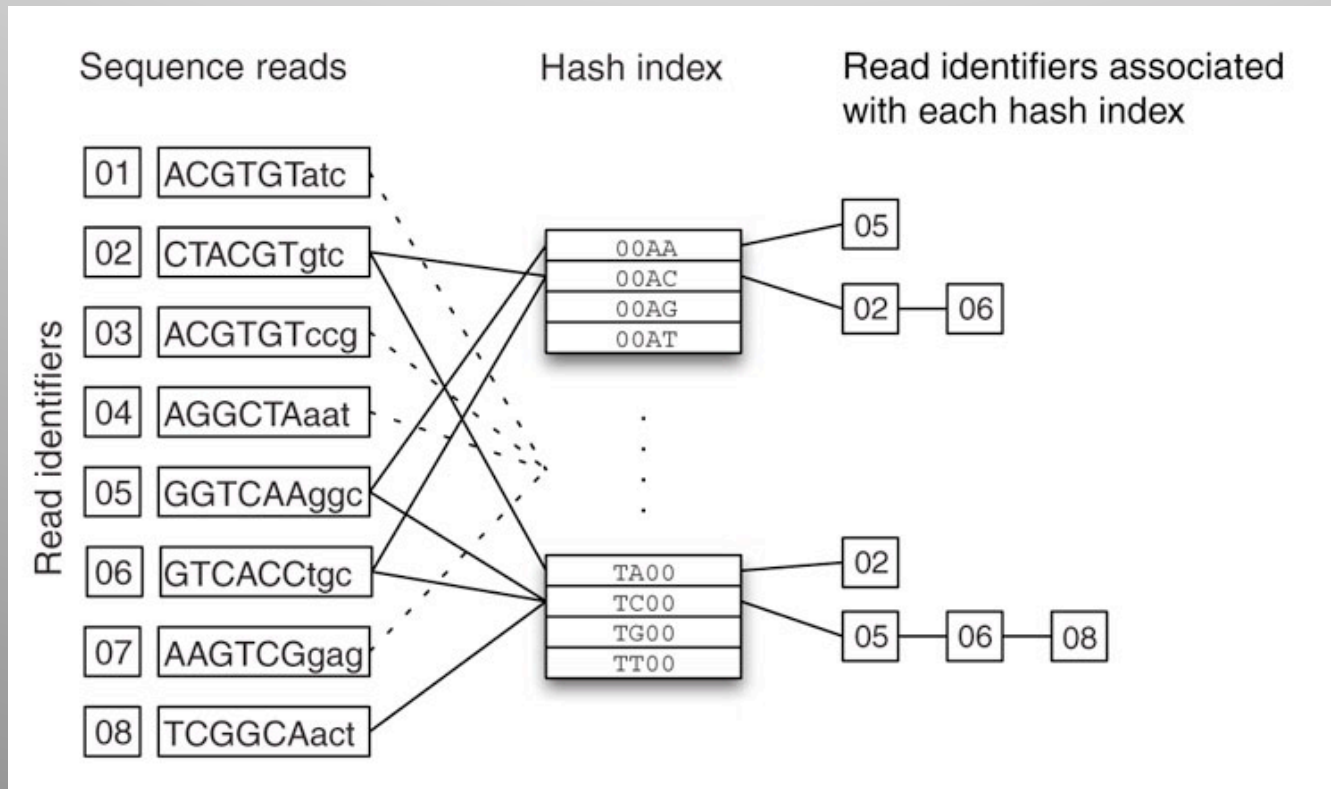 Sequence reads
Hash index
Read identifiers associated
with each hash index
Read identifiers
01 ACGTGTatc
02 CTACGTgtc
03 ACGTGTccg
04 AGGCTAaat
05 GGTCAAggc
06 GTCACCtgc
07 AAGTCGgag
08 TCGGCAact
00AA
00AC
00AG
00AT
TA00
TC00
TG00
TT00
05
02 06
02
05 06 08